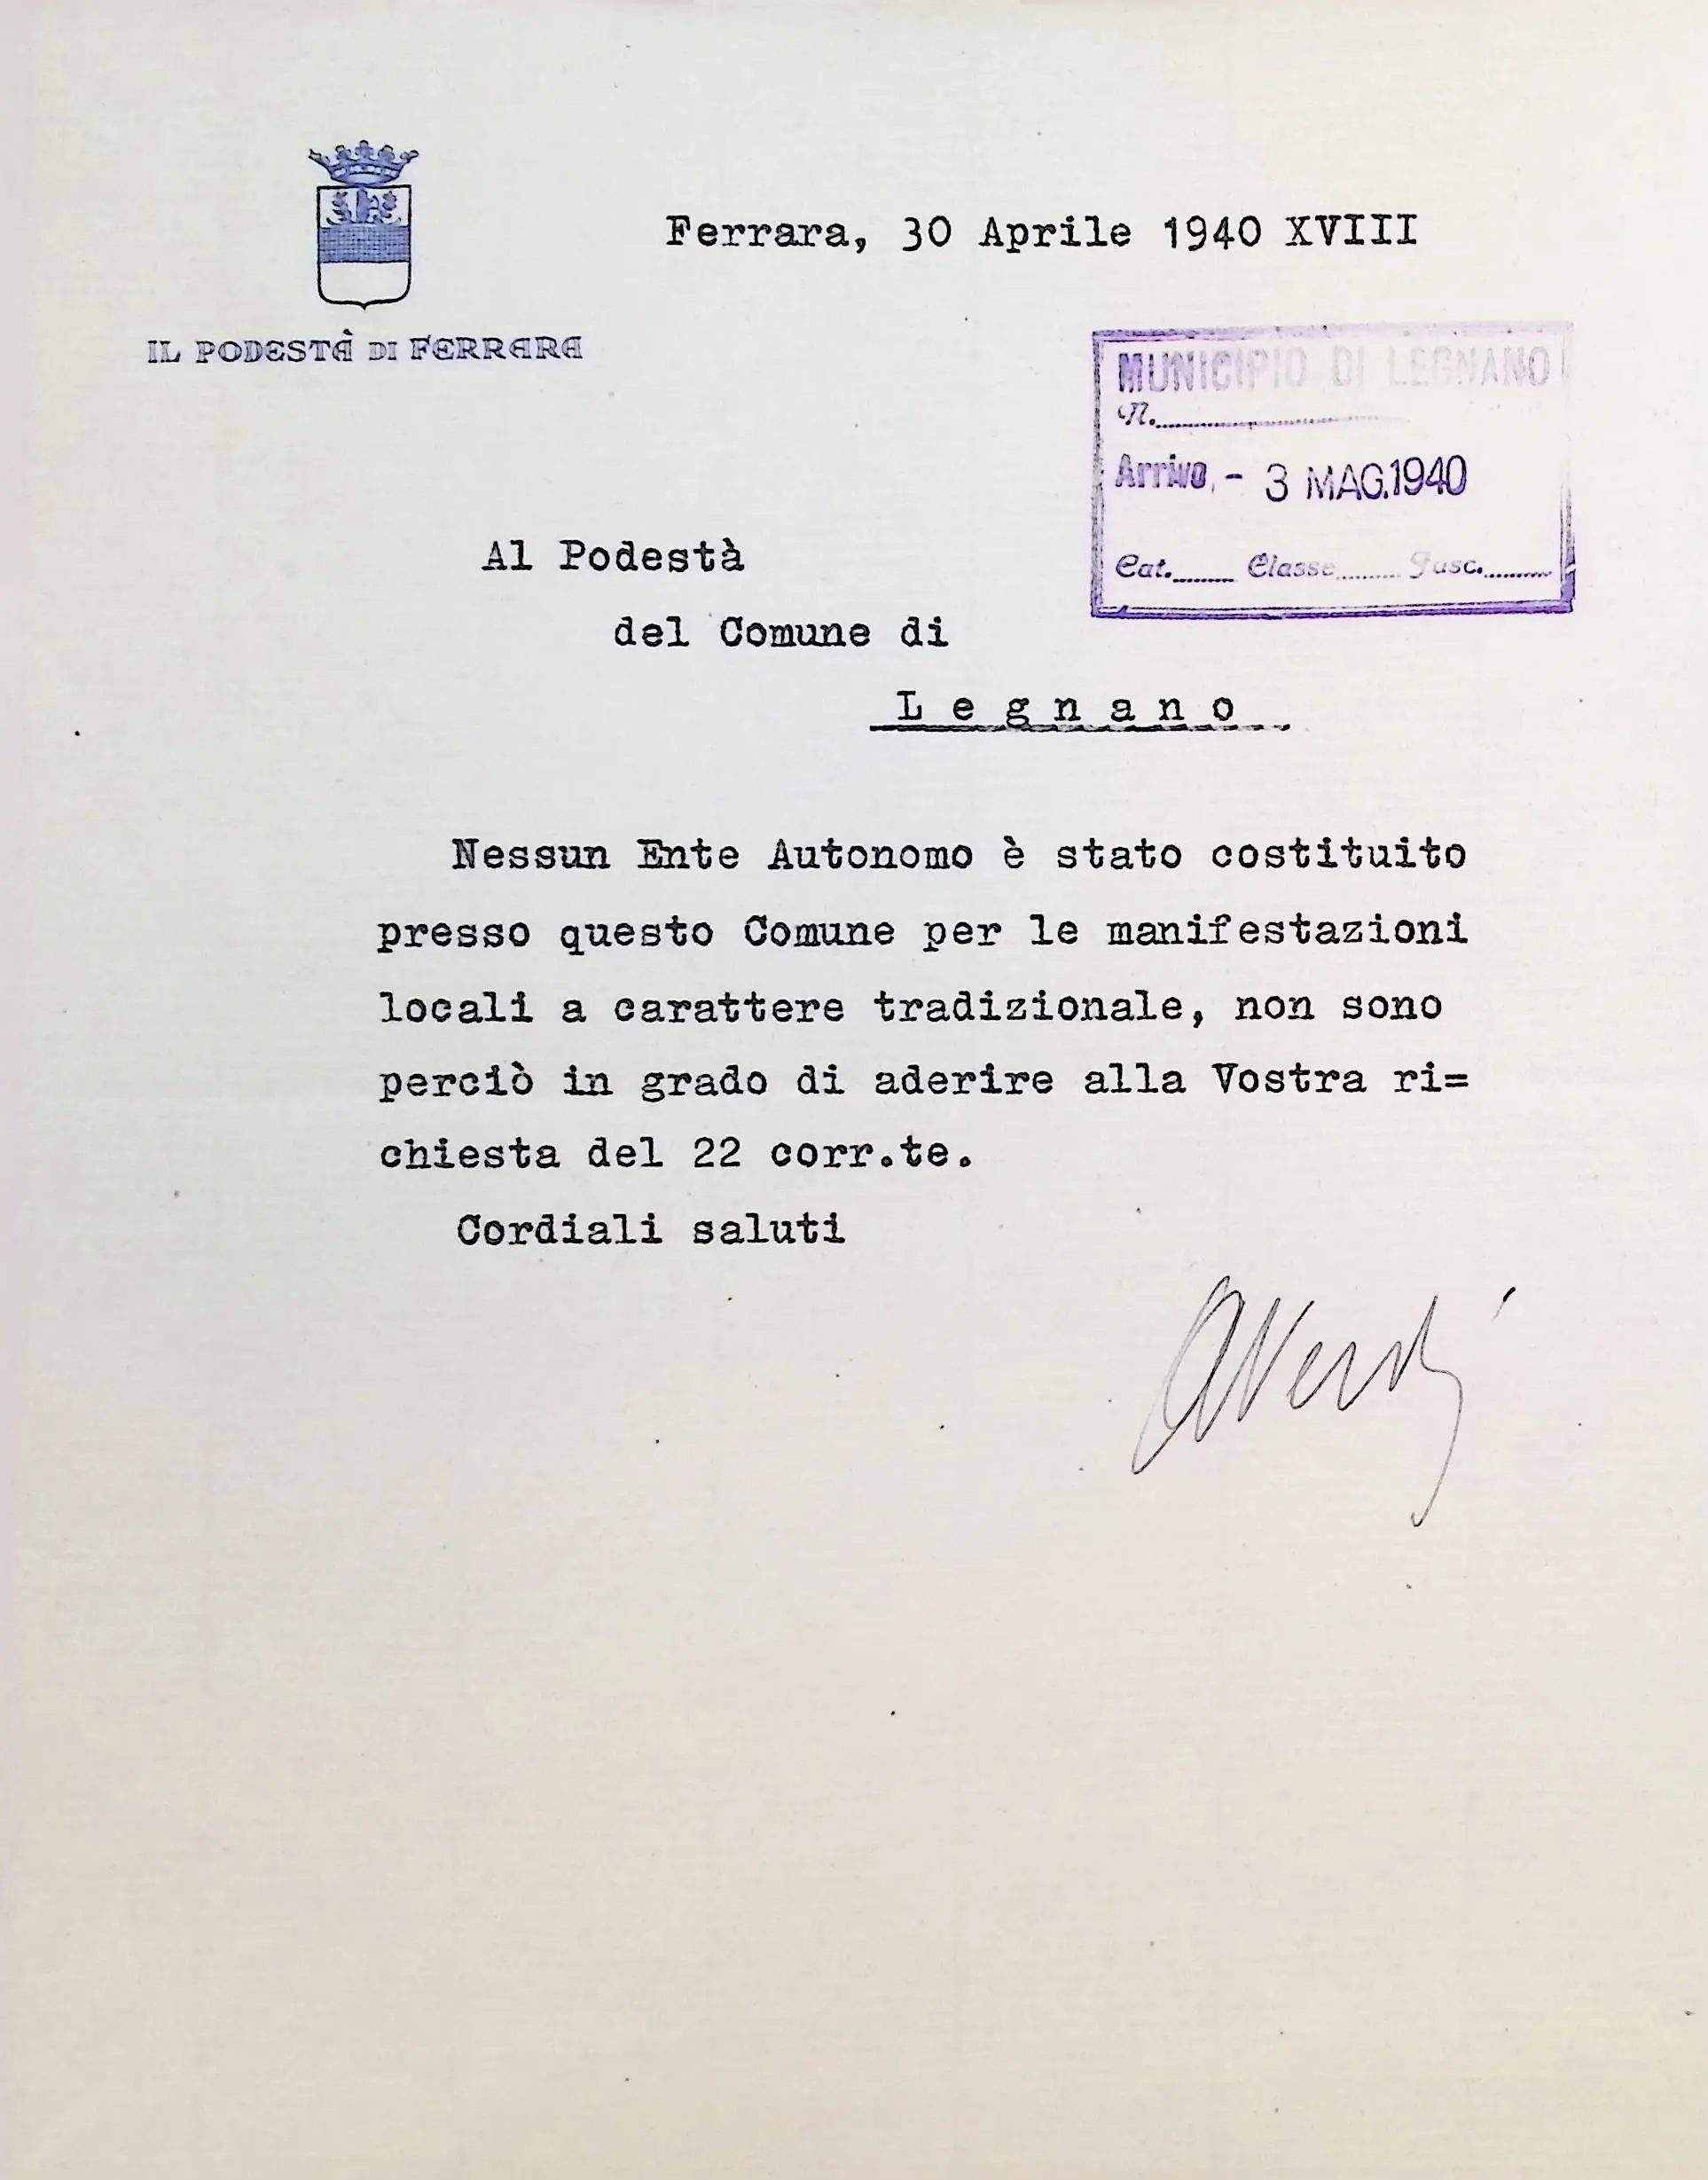 Ferrara, 30 Aprile 1940 XVIII
IL PODESTÀ DI FERRARA
MUNICIPIO DI LEGNANO
N.
Arrivo, - 3 MAG.1940
Cat. Classe Fasc.
Al Podestà
del Comune di
Legnano
Nessun Ente Autonomo è stato costituito
presso questo Comune per le manifestazioni
locali a carattere tradizionale, non sono
perciò in grado di aderire alla Vostra ri=
chiesta del 22 corr.te.
Cordiali saluti
AVerdi